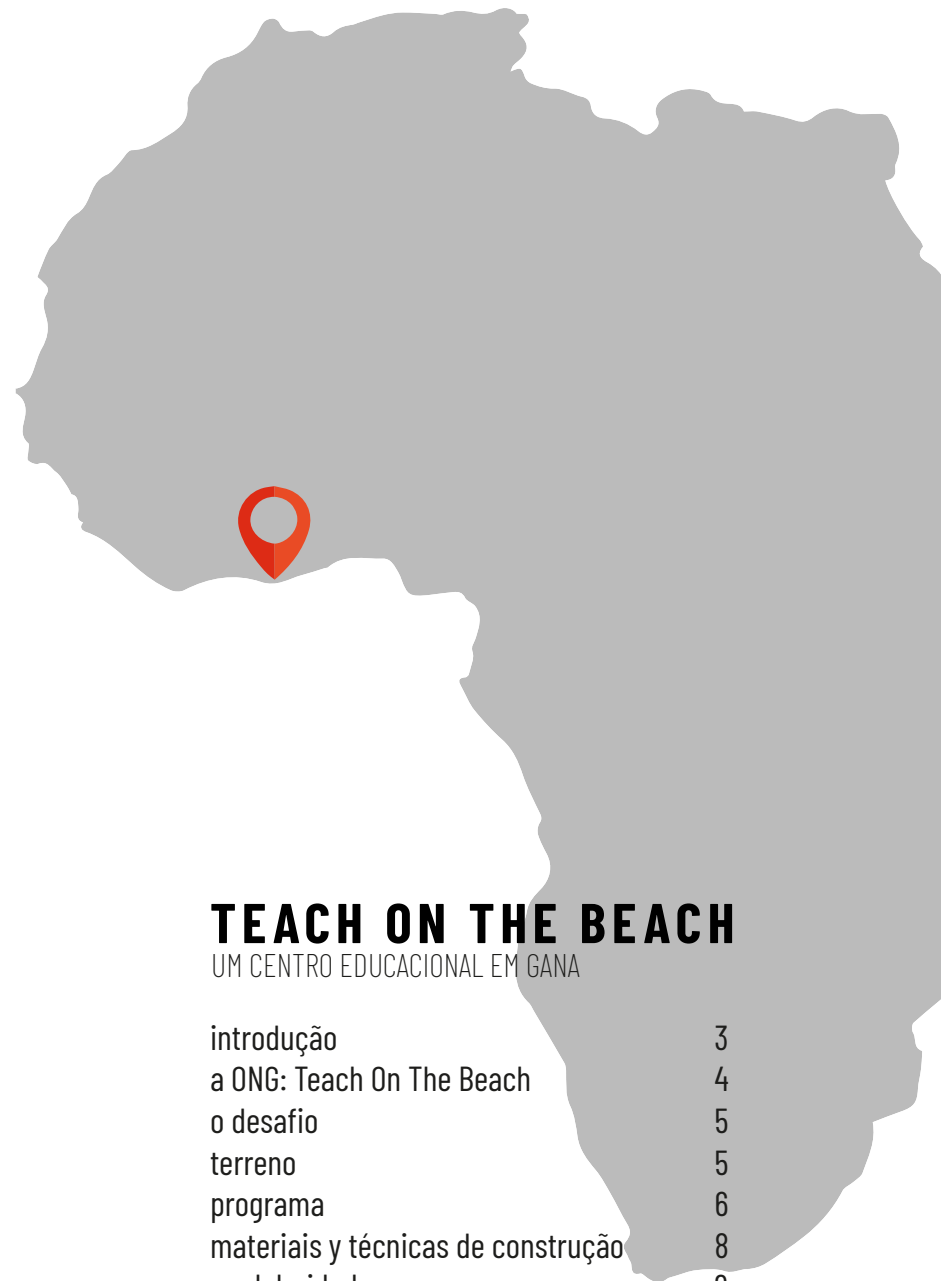 TEACH ON THE BEACH
UM CENTRO EDUCACIONAL EM GANA
introdução 3
a ONG: Teach On The Beach 4
o desafio 5
terreno 5
programa 6
materiais y técnicas de construção 8